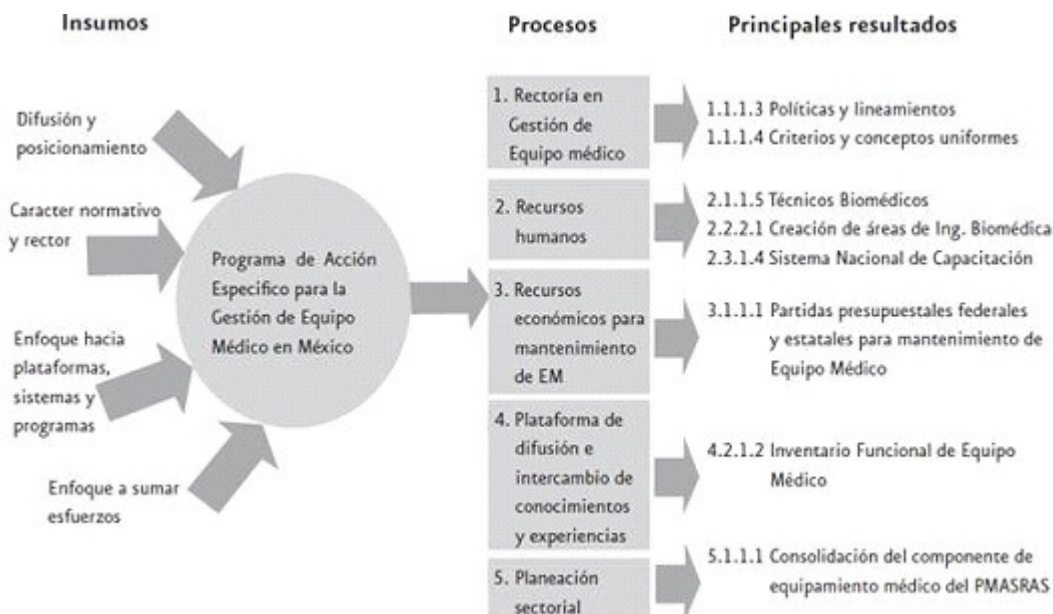 Insumos
Procesos
Principales resultados
Difusión y
posicionamiento
Caracter normativo
y rector
Enfoque hacia
plataformas,
sistemas y
programas
Enfoque a sumar
esfuerzos
Programa de Acción
Especifico para la
Gestión de Equipo
Médico en México
1. Rectoría en
Gestión de
Equipo médico
2. Recursos
humanos
3. Recursos
económicos para
mantenimiento
de EM
4. Plataforma de
difusión e
intercambio de
conocimientos
y experiencias
5. Planeación
sectorial
1.1.1.3 Políticas y lineamientos
1.1.1.4 Criterios y conceptos uniformes
2.1.1.5 Técnicos Biomédicos
2.2.2.1 Creación de áreas de Ing. Biomédica
2.3.1.4 Sistema Nacional de Capacitación
3.1.1.1 Partidas presupuestales federales
y estatales para mantenimiento de
Equipo Médico
4.2.1.2 Inventario Funcional de Equipo
Médico
5.1.1.1 Consolidación del componente de
equipamiento médico del PMASRAS